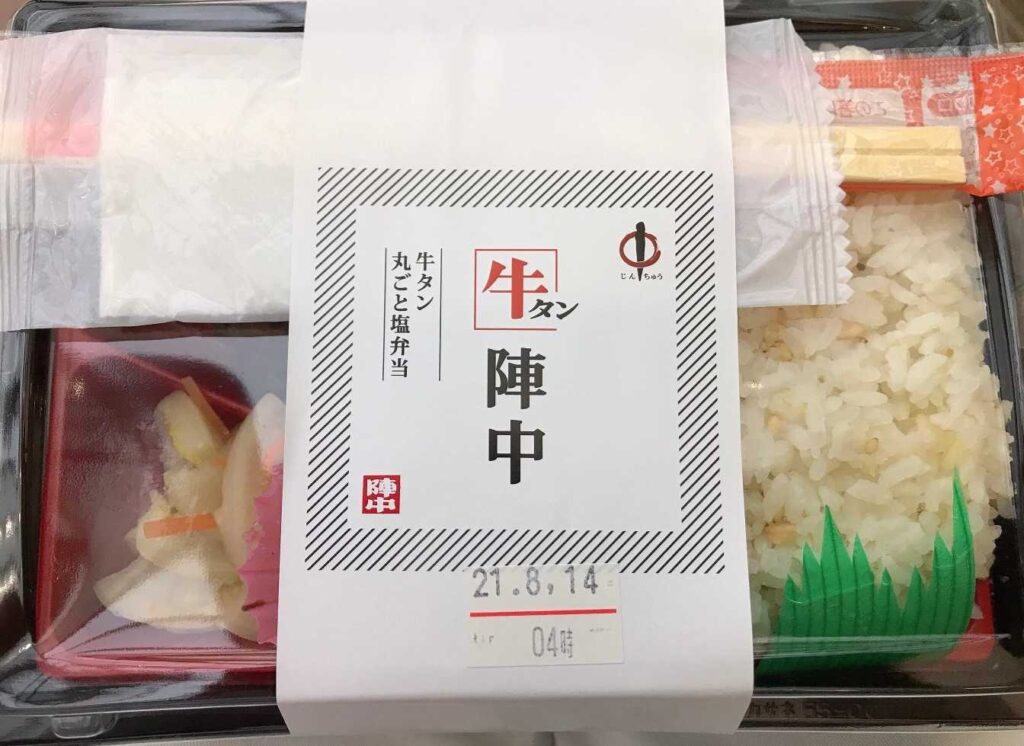 じんちゅう
牛タン
陣中
牛タン
丸ごと塩弁当
陣中
21.8,14
04時